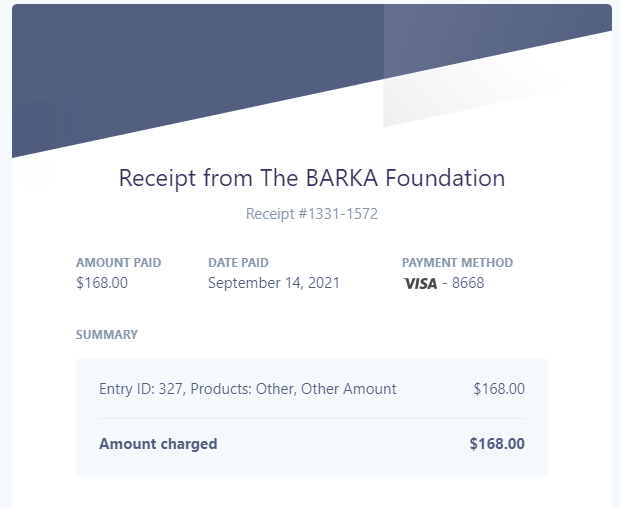 Receipt from The BARKA Foundation
Receipt #1331-1572
AMOUNT PAID DATE PAID PAYMENT METHOD
$168.00 September 14, 2021 VISA - 8668
SUMMARY
Entry ID: 327, Products: Other, Other Amount $168.00
Amount charged $168.00